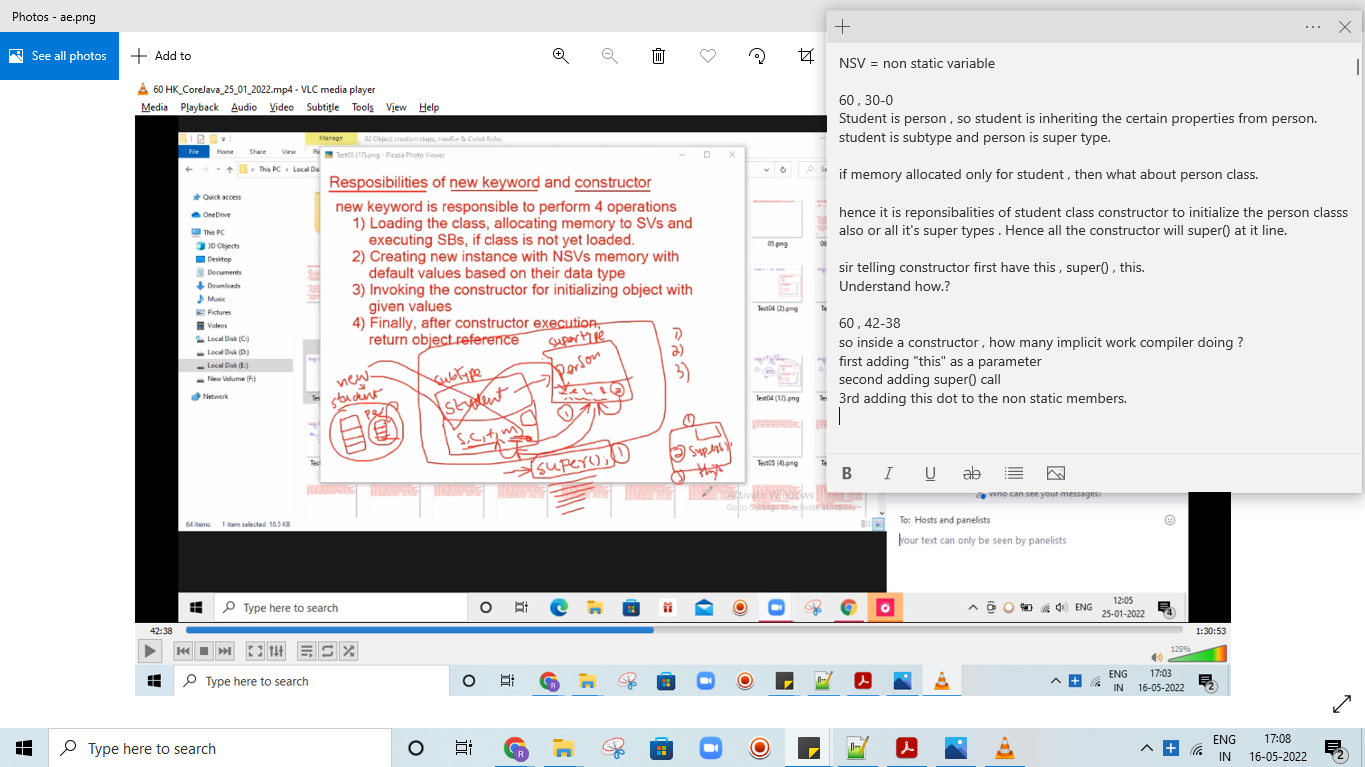 Photos - ae.png
See all photos
Add to
60 HK_CoreJava_25_01_2022.mp4 - VLC media player
Media Playback Audio Video Subtitle Tools View Help
Manage
02 Object creation steps, newKw & Const Rules
File Home Share View
This PC Local Dis
Quick access
OneDrive
This PC
3D Objects
Desktop
Documents
Downloads
Music
Pictures
Videos
Local Disk (C:)
Local Disk (D:)
Local Disk (E:)
New Volume (F:)
Network
64 items 1 item selected 10.5 KB
Test05 (17).png - Picasa Photo Viewer
Resposibilities of new keyword and constructor
new keyword is responsible to perform 4 operations
1) Loading the class, allocating memory to SVs and
executing SBs, if class is not yet loaded.
2) Creating new instance with NSVs memory with
default values based on their data type
3) Invoking the constructor for initializing object with
given values
4) Finally, after constructor execution,
return object reference
supertype
person
subtype
student
new
student
per
s.c.,t,m
super();
1
1
2
1)
2)
3)
1
2
3
05.png
Test04 (2).png
Test04 (12).png
Test05 (4).png
Activate Windows
Go to Settings to activate Windows.
Who can see your messages?
To: Hosts and panelists
Your text can only be seen by panelists
Type here to search
ENG
12:05
25-01-2022
4
42:38
1:30:53
125%
Type here to search
ENG
IN
17:03
16-05-2022
2
NSV = non static variable
60 , 30-0
Student is person , so student is inheriting the certain properties from person.
student is subtype and person is super type.
if memory allocated only for student , then what about person class.
hence it is reponsibalities of student class constructor to initialize the person classs
also or all it's super types . Hence all the constructor will super() at it line.
sir telling constructor first have this , super() , this.
Understand how.?
60 , 42-38
so inside a constructor , how many implicit work compiler doing ?
first adding "this" as a parameter
second adding super() call
3rd adding this dot to the non static members.
B I U ab
Type here to search
ENG
IN
17:08
16-05-2022
2